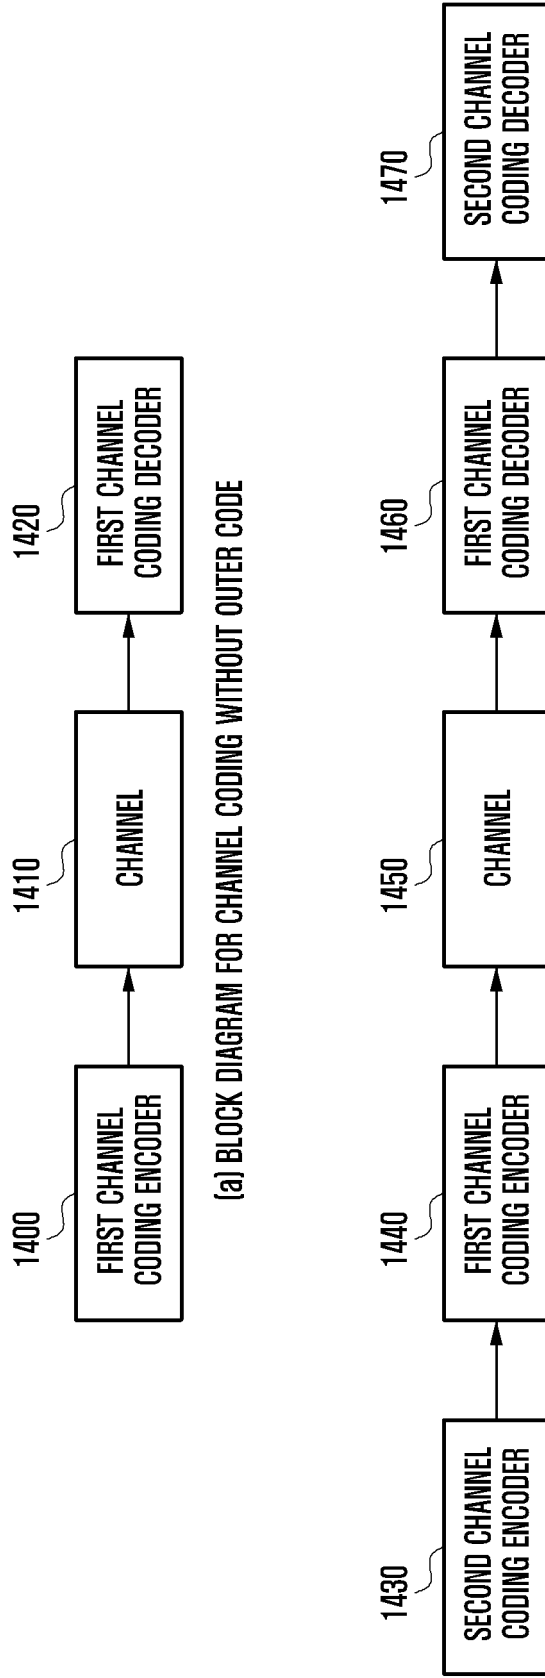 1400
FIRST CHANNEL
CODING ENCODER
1410
CHANNEL
1420
FIRST CHANNEL
CODING DECODER
(a) BLOCK DIAGRAM FOR CHANNEL CODING WITHOUT OUTER CODE
1430
SECOND CHANNEL
CODING ENCODER
1440
FIRST CHANNEL
CODING ENCODER
1450
CHANNEL
1460
FIRST CHANNEL
CODING DECODER
1470
SECOND CHANNEL
CODING DECODER